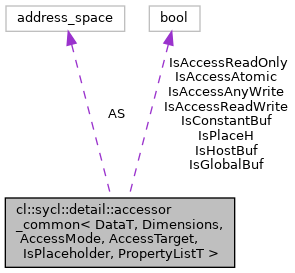 address_space
bool
AS
IsAccessReadOnly
IsAccessAtomic
IsAccessAnyWrite
IsAccessReadWrite
IsConstantBuf
IsPlaceH
IsHostBuf
IsGlobalBuf
cl::sycl::detail::accessor
_common< DataT, Dimensions,
AccessMode, AccessTarget,
IsPlaceholder, PropertyListT >